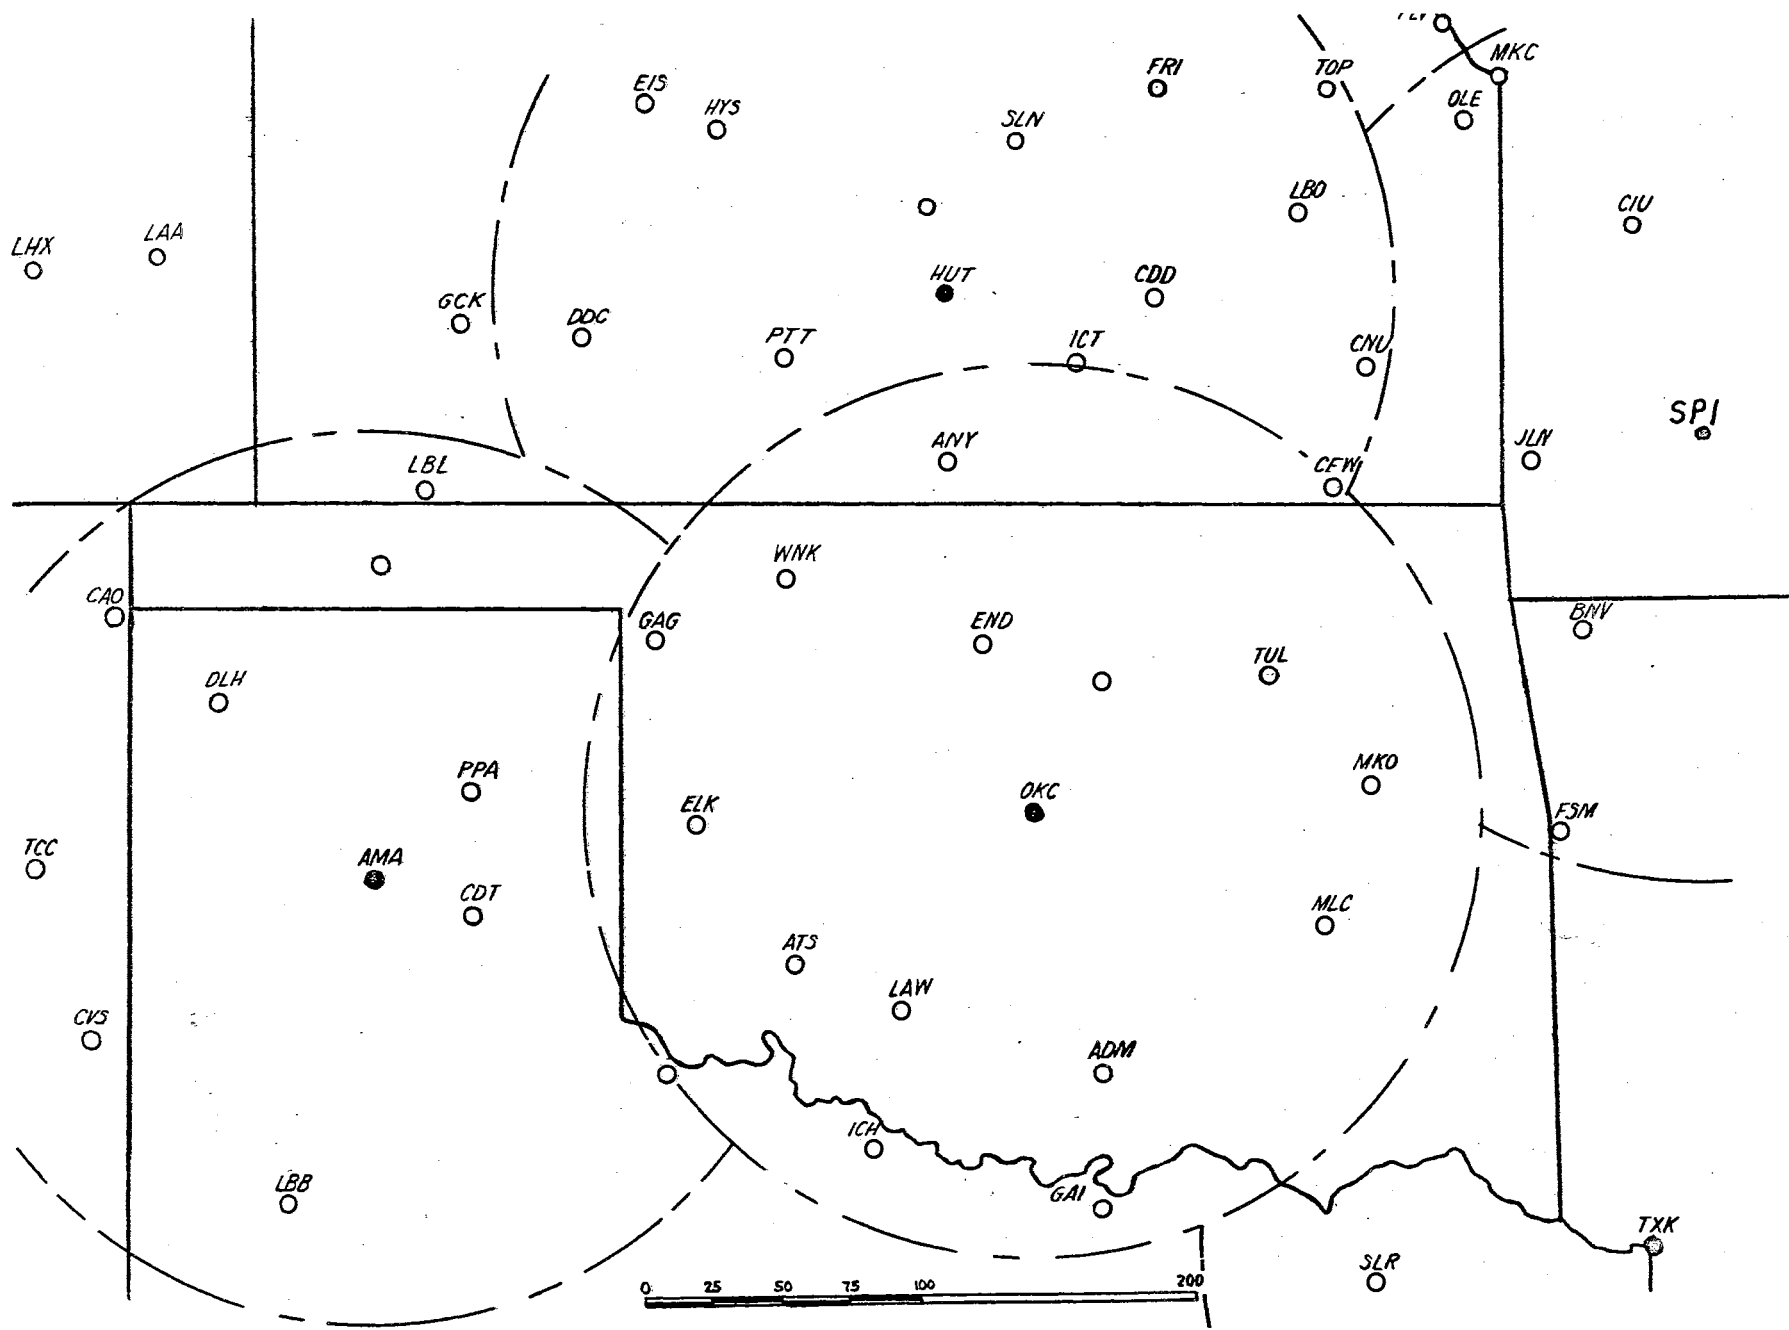 MKC
FRI
TOP
EIS
HYS
OLE
SLN
LBO
CIU
LHX
LAA
HUT
CDD
GCK
DDC
PTT
ICT
CNU
SPI
ANY
JLN
LBL
CFW
WNK
CAO
GAG
END
BNV
DLH
TUL
PPA
MKO
ELK
OKC
FSM
TCC
AMA
CDT
MLC
ATS
LAW
CVS
ADM
ICH
LBB
GAI
TXK
SLR
0 25 50 75 100 200